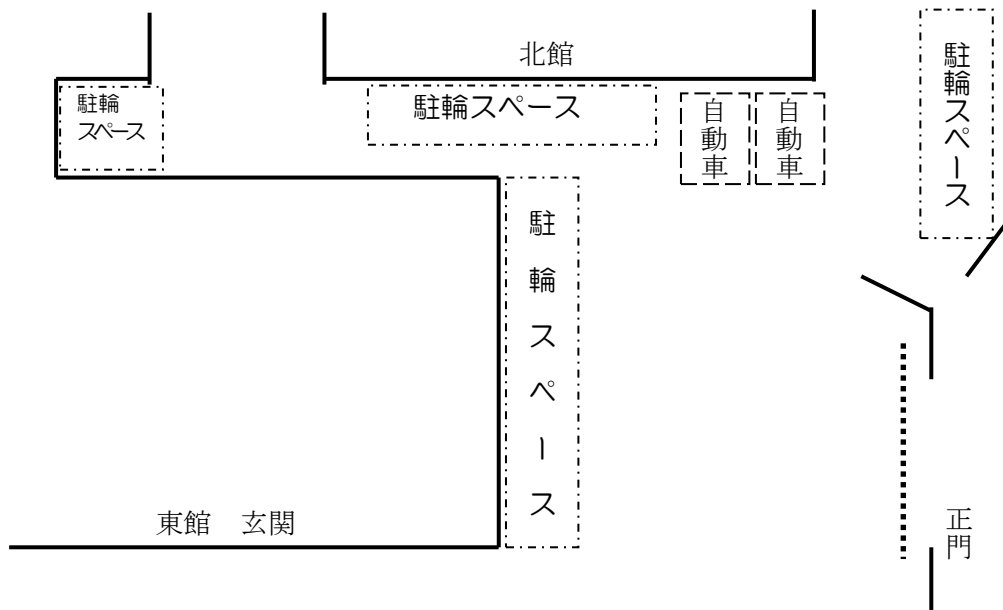 北館
駐輪
スペース
駐輪スペース
自動車
自動車
駐輪スペース
駐輪スペース
東館　玄関
正門